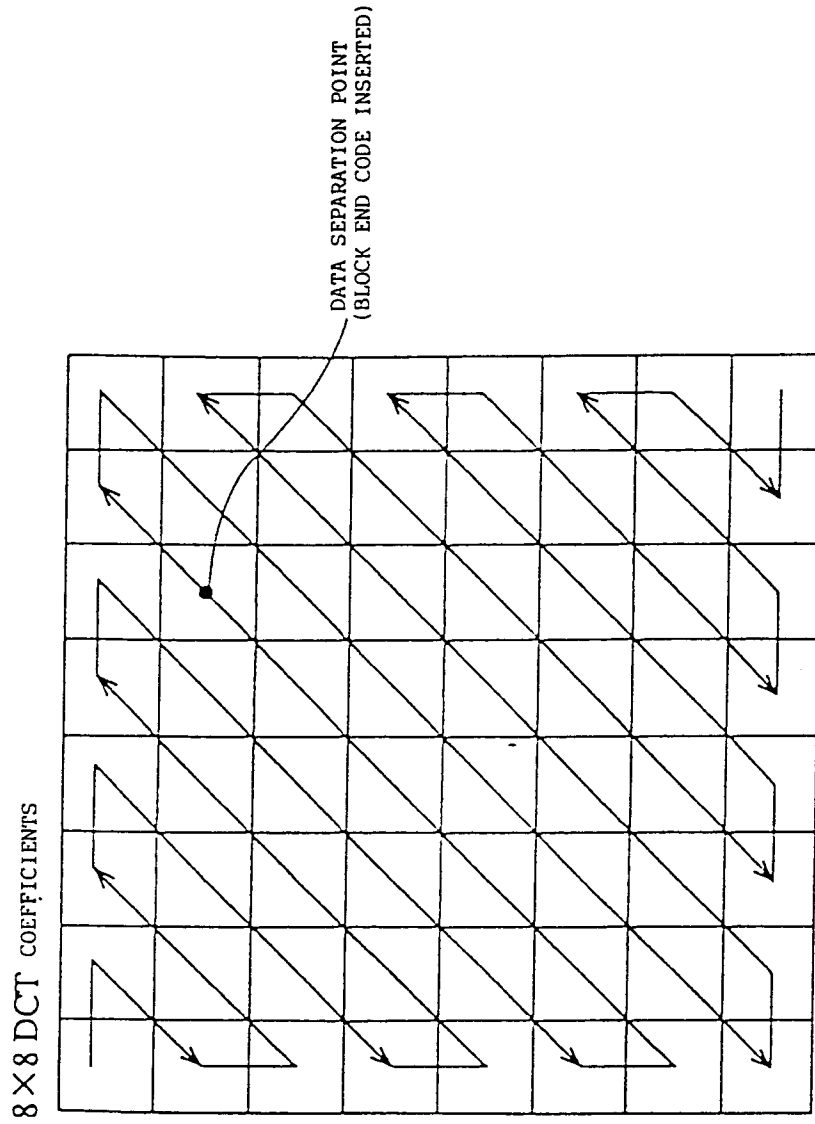 8×8 DCT COEFFICIENTS
DATA SEPARATION POINT
(BLOCK END CODE INSERTED)